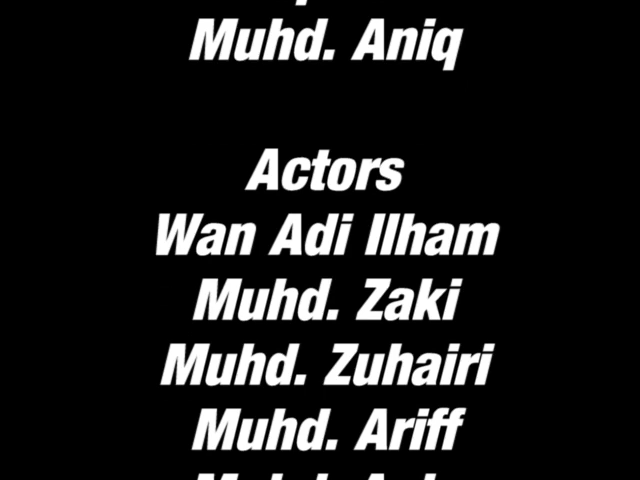 Muhd. Aniq
Actors
Wan Adi Ilham
Muhd. Zaki
Muhd. Zuhairi
Muhd. Ariff